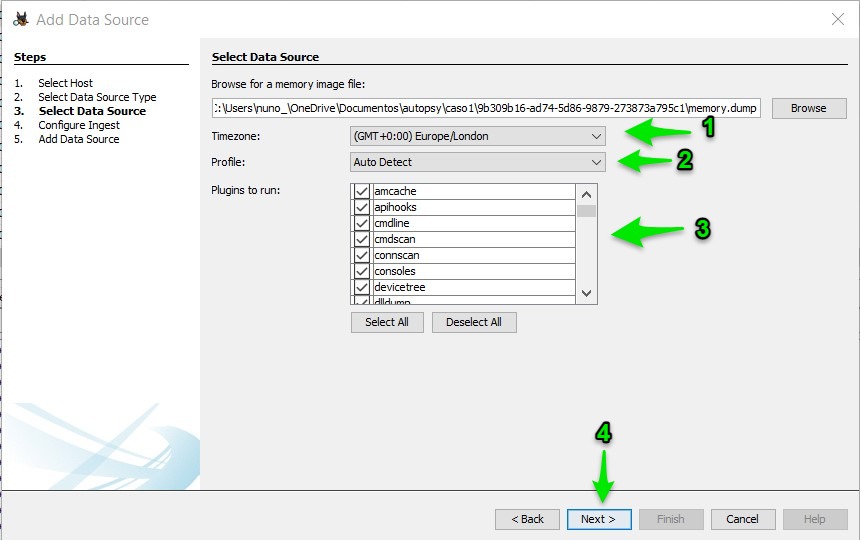 Add Data Source
Steps
1. Select Host
2. Select Data Source Type
3. Select Data Source
4. Configure Ingest
5. Add Data Source
Select Data Source
Browse for a memory image file:
:\Users\nuno_\OneDrive\Documentos\autopsy\caso1\9b309b16-ad74-5d86-9879-273873a795c1\memory.dump
Browse
Timezone:
(GMT+0:00) Europe/London
1
Profile:
Auto Detect
2
Plugins to run:
amcache
apihooks
cmdline
cmdscan
connscan
consoles
devicetree
dlldump
3
Select All
Deselect All
4
< Back
Next >
Finish
Cancel
Help